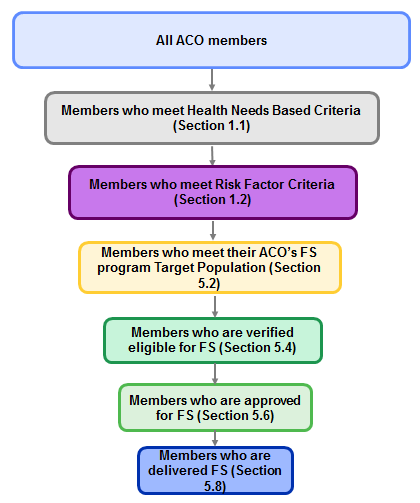 All ACO members
Members who meet Health Needs Based Criteria
(Section 1.1)
Members who meet Risk Factor Criteria
(Section 1.2)
Members who meet their ACO's FS
program Target Population (Section
5.2)
Members who are verified
eligible for FS (Section 5.4)
Members who are approved
for FS (Section 5.6)
Members who are
delivered FS (Section
5.8)